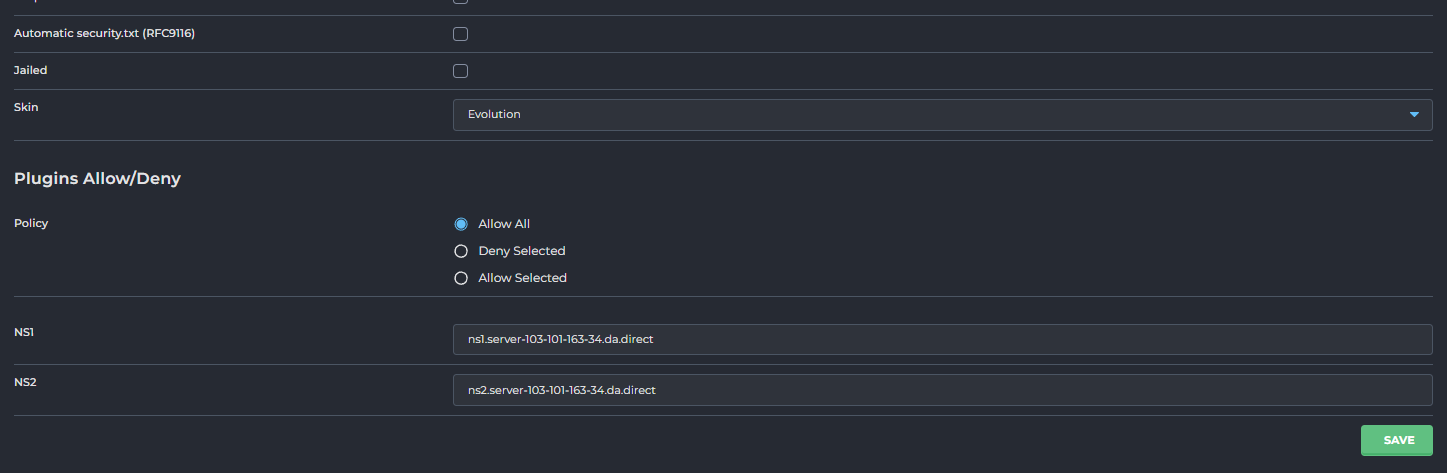 Automatic security.txt (RFC9116)
Jailed
Skin
Evolution
Plugins Allow/Deny
Policy
Allow All
Deny Selected
Allow Selected
NS1
ns1.server-103-101-163-34.da.direct
NS2
ns2.server-103-101-163-34.da.direct
SAVE